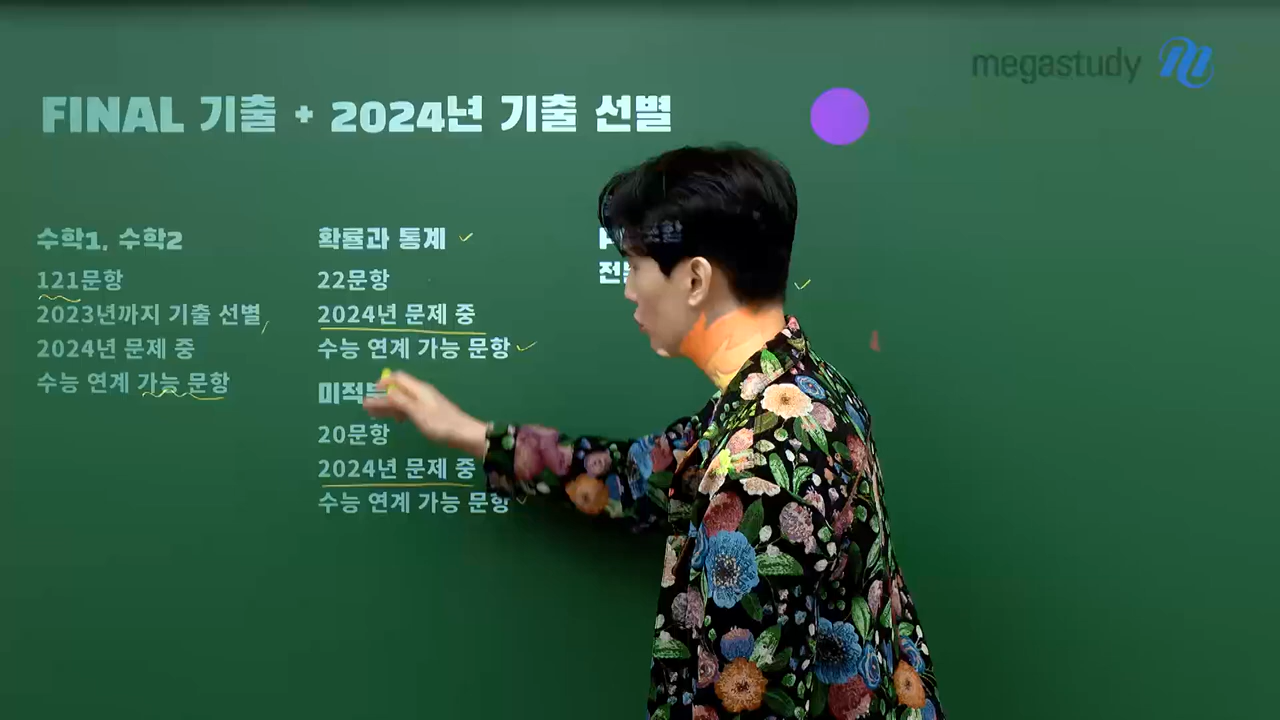 megastudy
FINAL 기출 + 2024년 기출 선별
수학1, 수학2
121문항
2023년까지 기출 선별
2024년 문제 중
수능 연계 가능 문항
확률과 통계
22문항
2024년 문제 중
수능 연계 가능 문항
20문항
2024년 문제 중
수능 연계 가능 문항